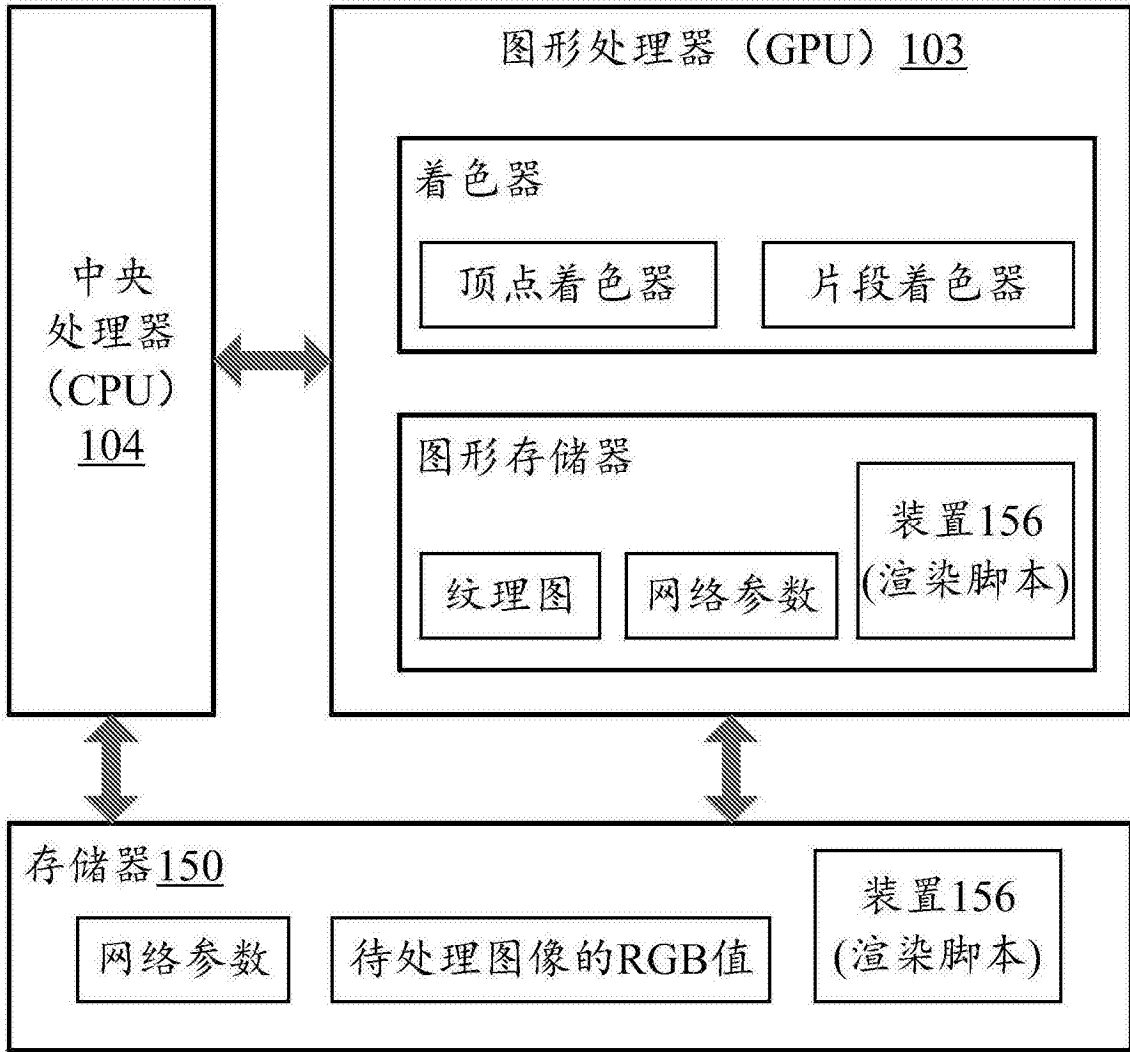 中央
处理器
（CPU）
104
图形处理器（GPU）103
着色器
顶点着色器
片段着色器
图形存储器
纹理图
网络参数
装置156
(渲染脚本)
存储器150
网络参数
待处理图像的RGB值
装置156
(渲染脚本)